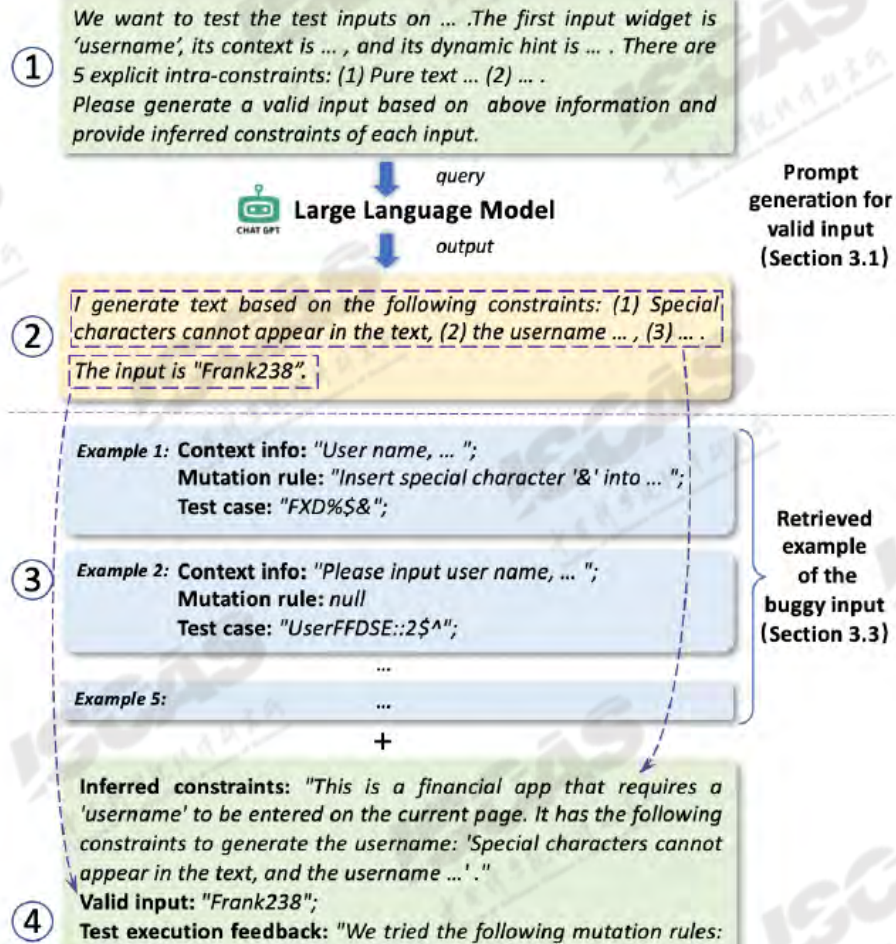 We want to test the test inputs on ... .The first input widget is
‘username’, its context is ... , and its dynamic hint is ... . There are
① 5 explicit intra-constraints: (1) Pure text ... (2) ... .
Please generate a valid input based on above information and
provide inferred constraints of each input.
query
CHAT GPT
Large Language Model
output
Prompt
generation for
valid input
(Section 3.1)
I generate text based on the following constraints: (1) Special
② characters cannot appear in the text, (2) the username ... , (3) ... .
The input is "Frank238”.
Example 1: Context info: "User name, ... ";
Mutation rule: "Insert special character '&' into ... ";
Test case: "FXD%$&";
③ Example 2: Context info: "Please input user name, ... ";
Mutation rule: null
Test case: "UserFFDSE::2$^";
...
Example 5: ...
Retrieved
example
of the
buggy input
(Section 3.3)
+
Inferred constraints: "This is a financial app that requires a
'username' to be entered on the current page. It has the following
constraints to generate the username: 'Special characters cannot
appear in the text, and the username ...' ."
Valid input: "Frank238";
④ Test execution feedback: "We tried the following mutation rules:
ISCAS